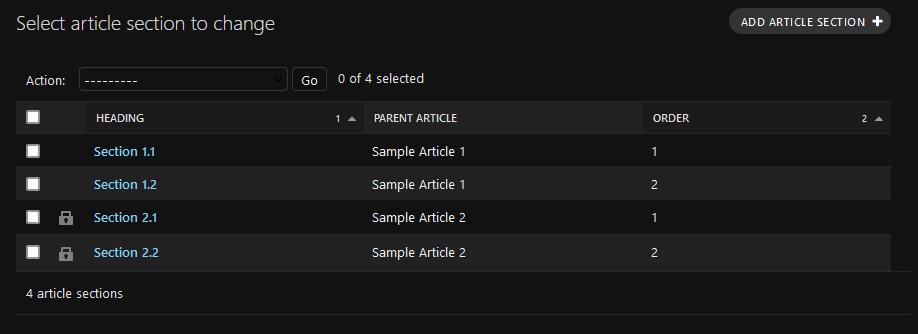 Select article section to change
ADD ARTICLE SECTION +
Action: --------- Go 0 of 4 selected
HEADING 1 PARENT ARTICLE ORDER 2
Section 1.1 Sample Article 1 1
Section 1.2 Sample Article 1 2
Section 2.1 Sample Article 2 1
Section 2.2 Sample Article 2 2
4 article sections